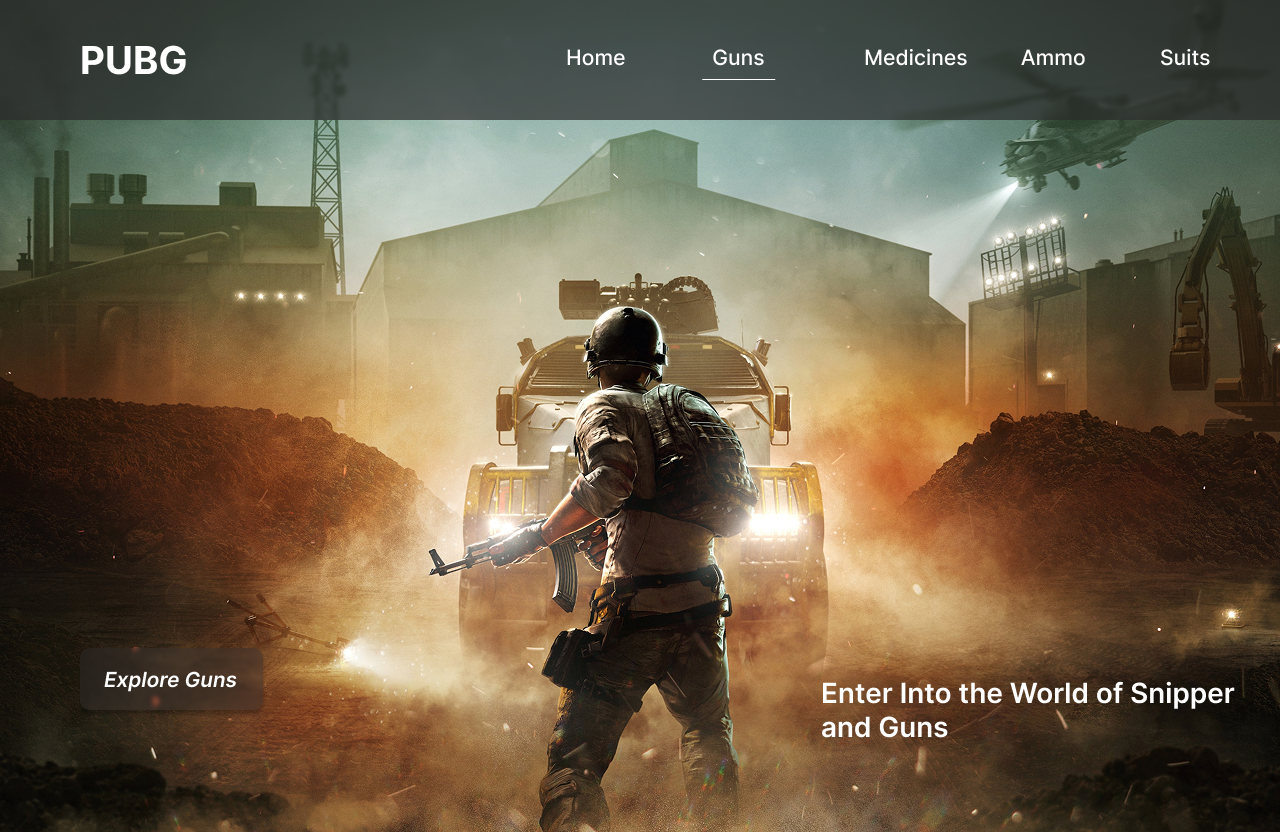 PUBG
Home Guns Medicines Ammo Suits
Explore Guns
Enter Into the World of Snipper
and Guns